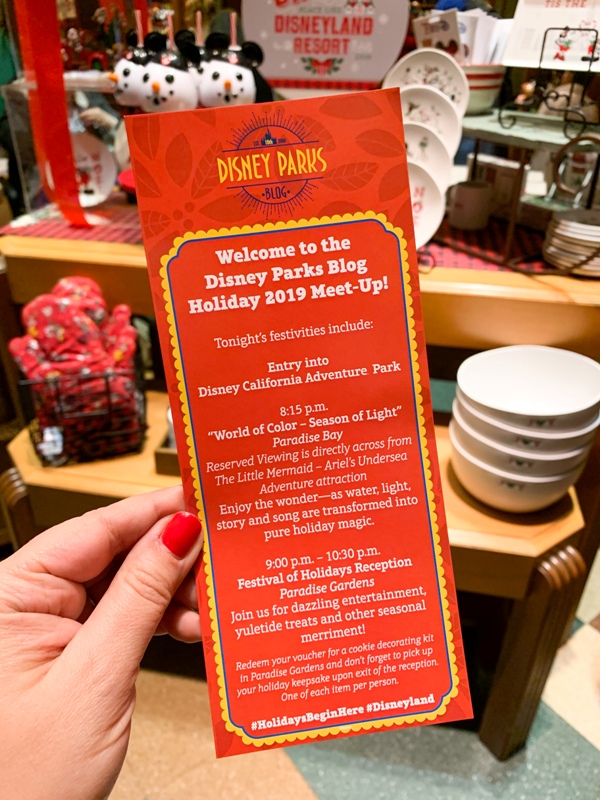 DISNEYLAND
RESORT
'TIS THE
DISNEY PARKS
BLOG
Welcome to the
Disney Parks Blog
Holiday 2019 Meet-Up!
Tonight's festivities include:
Entry into
Disney California Adventure Park
8:15 p.m.
"World of Color – Season of Light"
Paradise Bay
Reserved Viewing is directly across from
The Little Mermaid – Ariel's Undersea
Adventure attraction
Enjoy the wonder—as water, light,
story and song are transformed into
pure holiday magic.
9:00 p.m. – 10:30 p.m.
Festival of Holidays Reception
Paradise Gardens
Join us for dazzling entertainment,
yuletide treats and other seasonal
merriment!
Redeem your voucher for a cookie decorating kit
in Paradise Gardens and don't forget to pick up
your holiday keepsake upon exit of the reception.
One of each item per person.
#HolidaysBeginHere #Disneyland